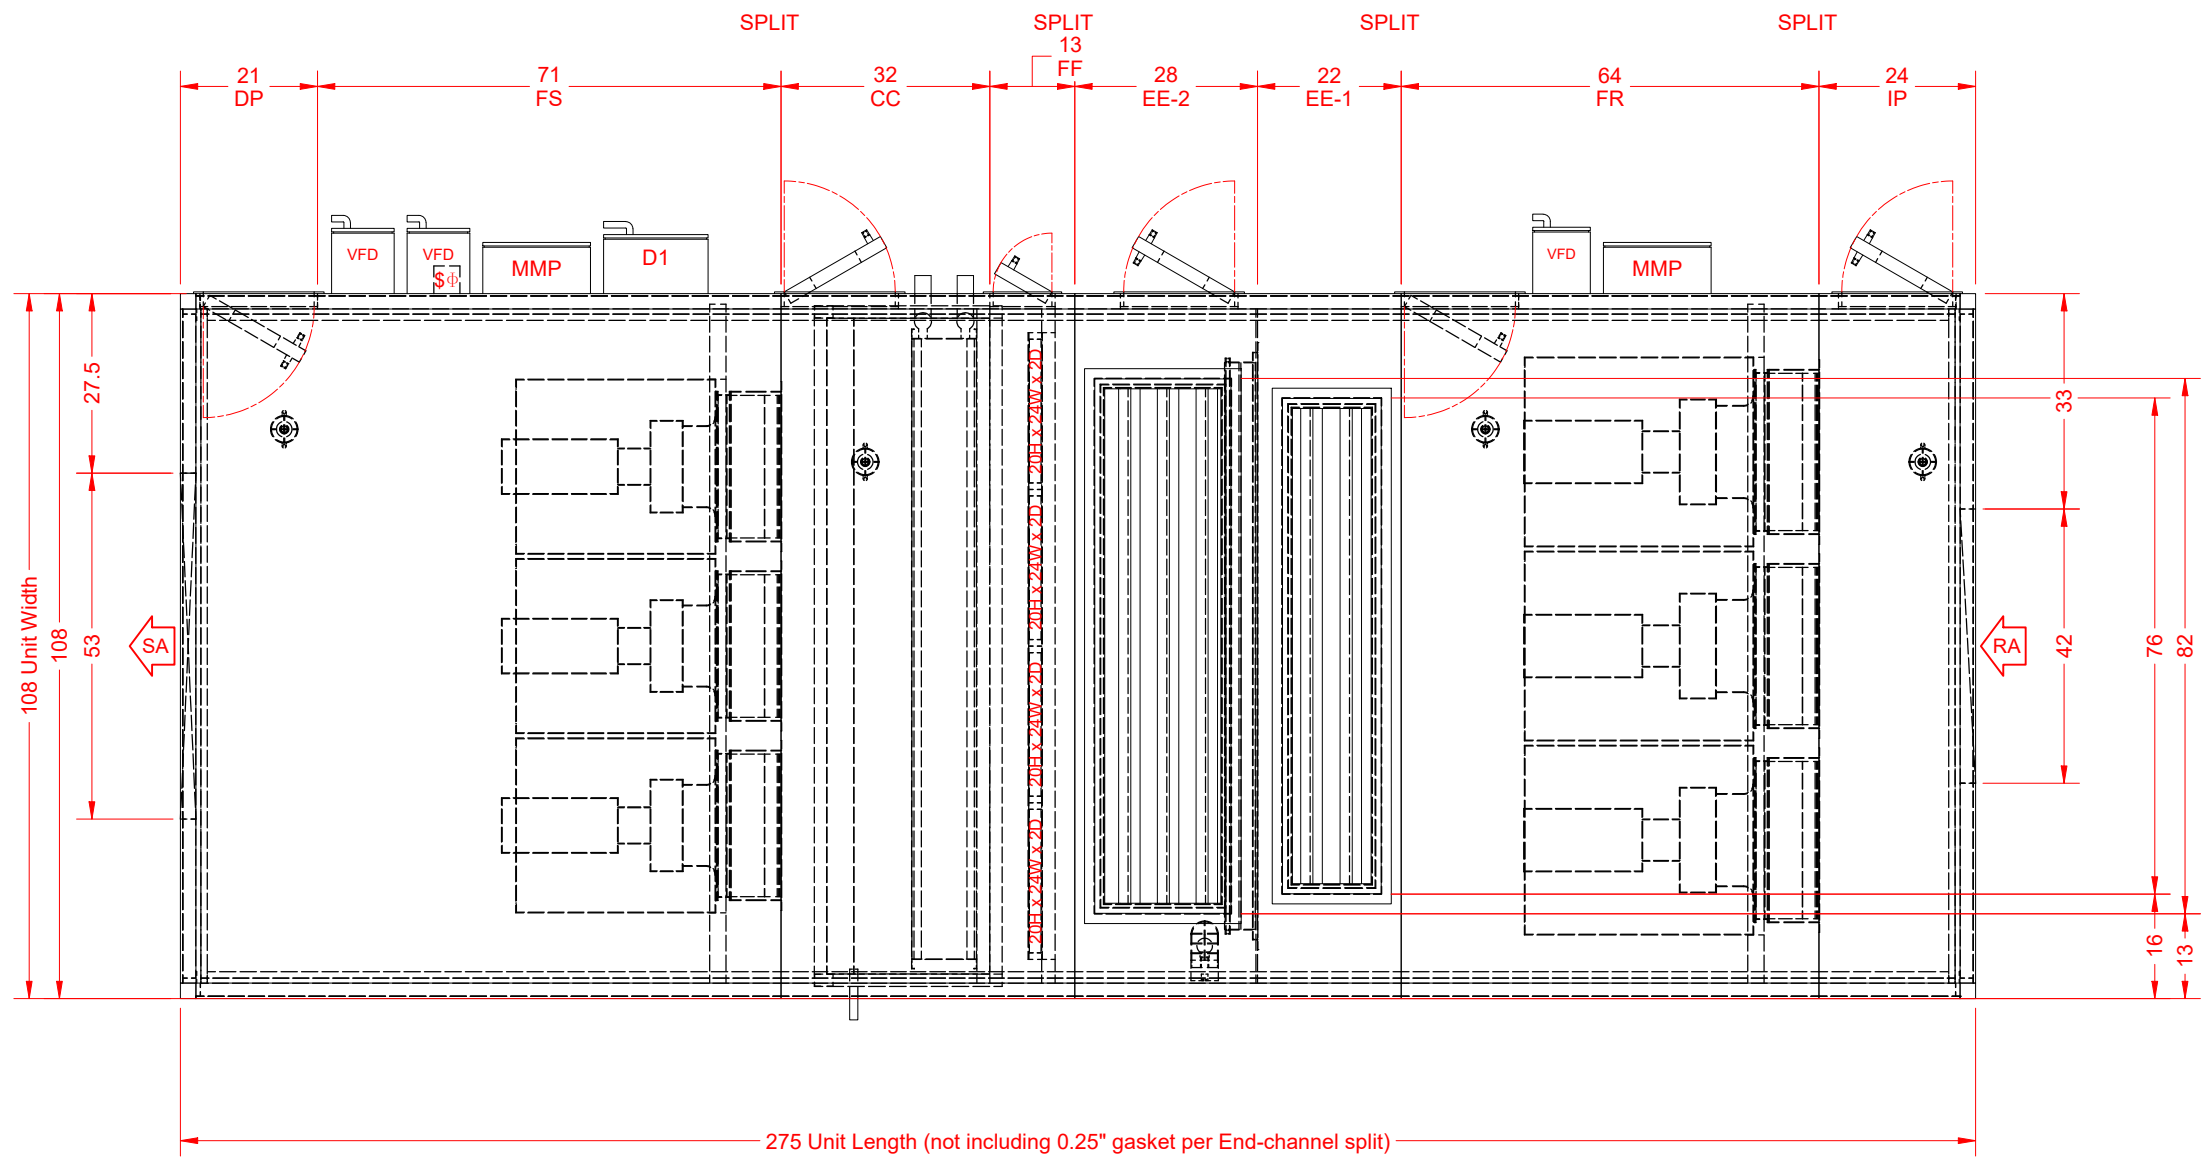 SPLIT SPLIT SPLIT SPLIT
21 71 32 13 28 22 64 24
DP FS CC FF EE-2 EE-1 FR IP
VFD VFD MMP D1 VFD MMP
$Φ
27.5
53
108
108 Unit Width
SA
20H x 24W x 2D
20H x 24W x 2D
20H x 24W x 2D
20H x 24W x 2D
RA
33
42
76
82
16
13
275 Unit Length (not including 0.25" gasket per End-channel split)